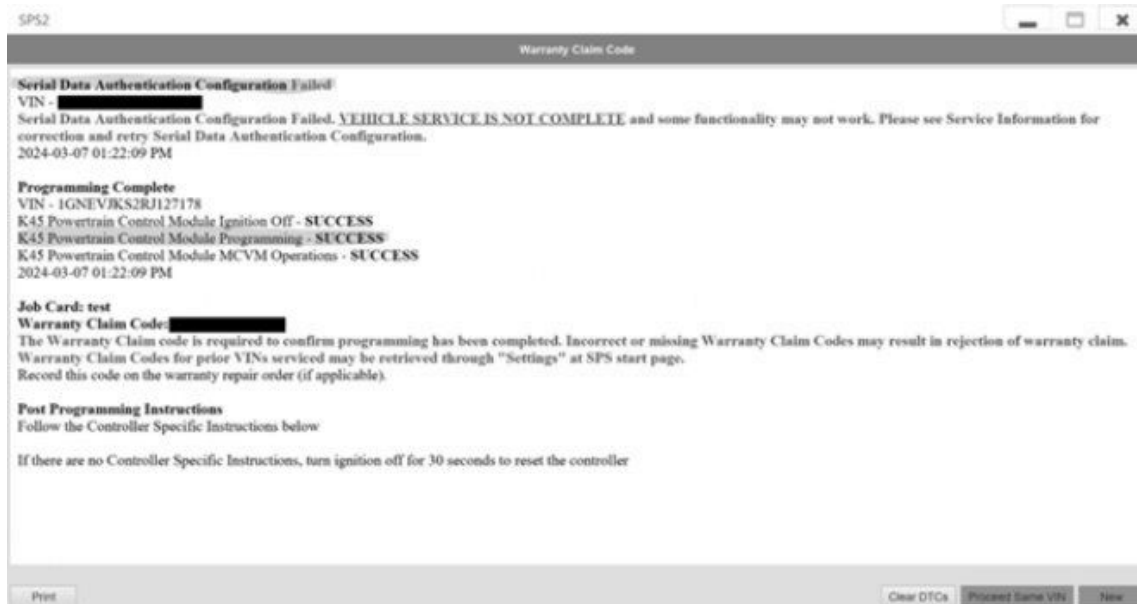 SPS2
Warranty Claim Code
Serial Data Authentication Configuration Failed
VIN -
Serial Data Authentication Configuration Failed. VEHICLE SERVICE IS NOT COMPLETE and some functionality may not work. Please see Service Information for
correction and retry Serial Data Authentication Configuration.
2024-03-07 01:22:09 PM
Programming Complete
VIN - 1GNEVJKS2RJ127178
K45 Powertrain Control Module Ignition Off - SUCCESS
K45 Powertrain Control Module Programming - SUCCESS
K45 Powertrain Control Module MCVM Operations - SUCCESS
2024-03-07 01:22:09 PM
Job Card: test
Warranty Claim Code:
The Warranty Claim code is required to confirm programming has been completed. Incorrect or missing Warranty Claim Codes may result in rejection of warranty claim.
Warranty Claim Codes for prior VINs serviced may be retrieved through "Settings" at SPS start page.
Record this code on the warranty repair order (if applicable).
Post Programming Instructions
Follow the Controller Specific Instructions below
If there are no Controller Specific Instructions, turn ignition off for 30 seconds to reset the controller
Print
Clear DTCs
Proceed Same VIN
New